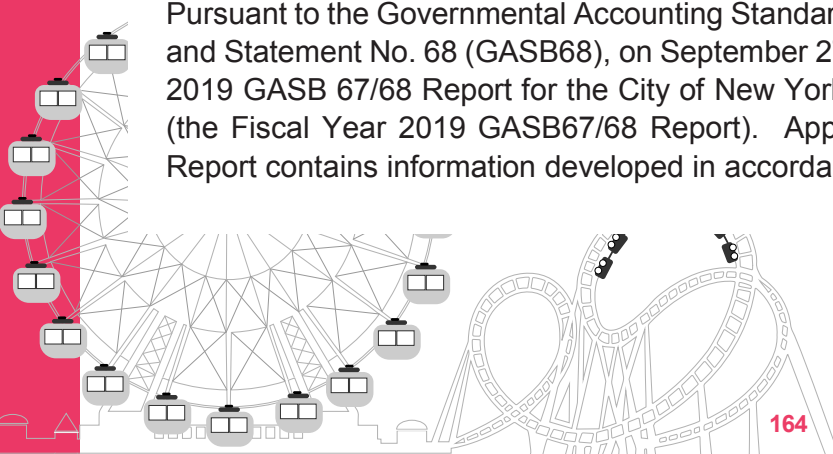 Pursuant to the Governmental Accounting Standar
and Statement No. 68 (GASB68), on September 2
2019 GASB 67/68 Report for the City of New York
(the Fiscal Year 2019 GASB67/68 Report). App
Report contains information developed in accorda
164